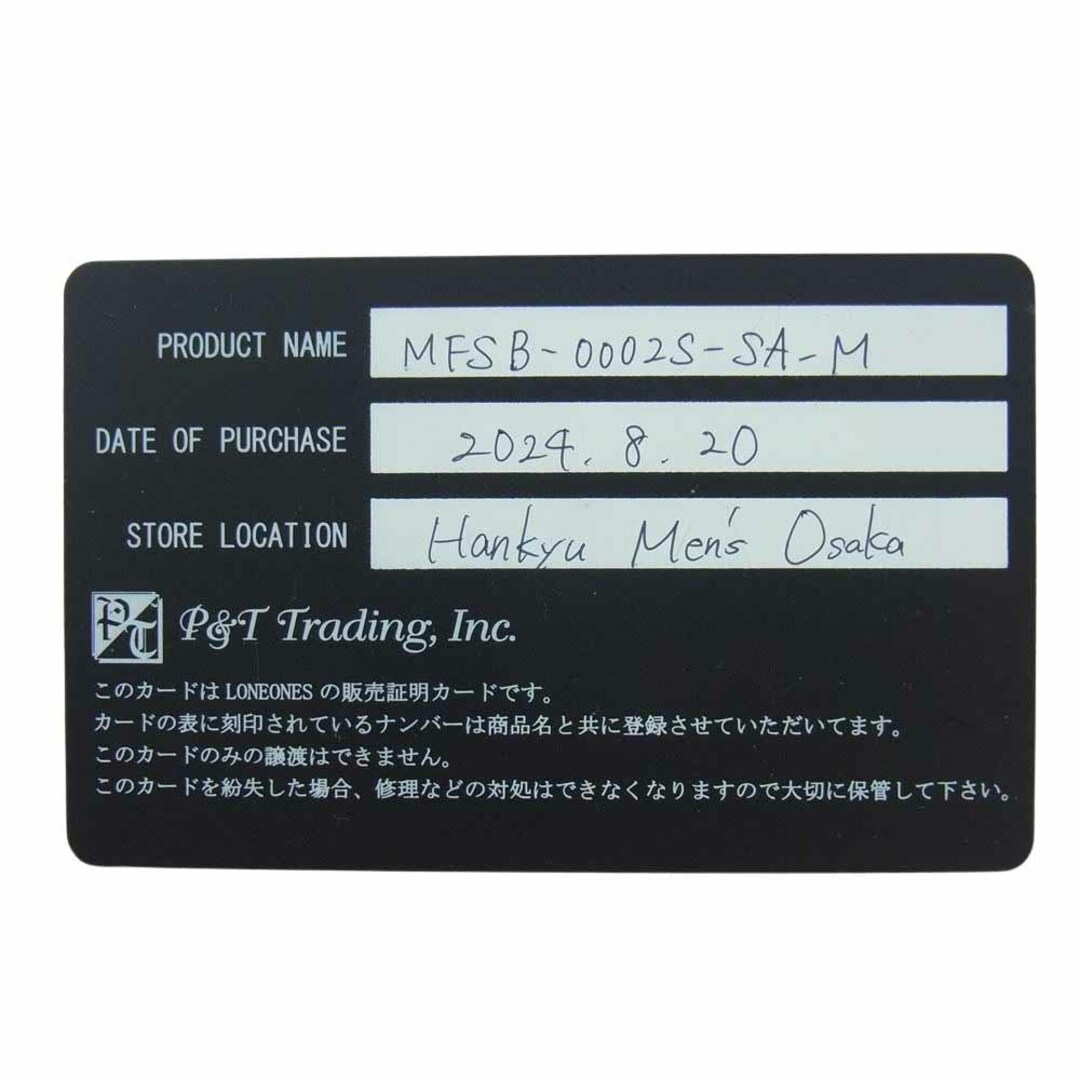 PRODUCT NAME MFSB-0002S-SA-M
DATE OF PURCHASE 2024. 8. 20
STORE LOCATION Hankyu Men's Osaka
PT P&T Trading, Inc.
このカードは LONEONES の販売証明カードです。
カードの表に刻印されているナンバーは商品名と共に登録させていただいてます。
このカードのみの譲渡はできません。
このカードを紛失した場合、修理などの対処はできなくなりますので大切に保管して下さい。